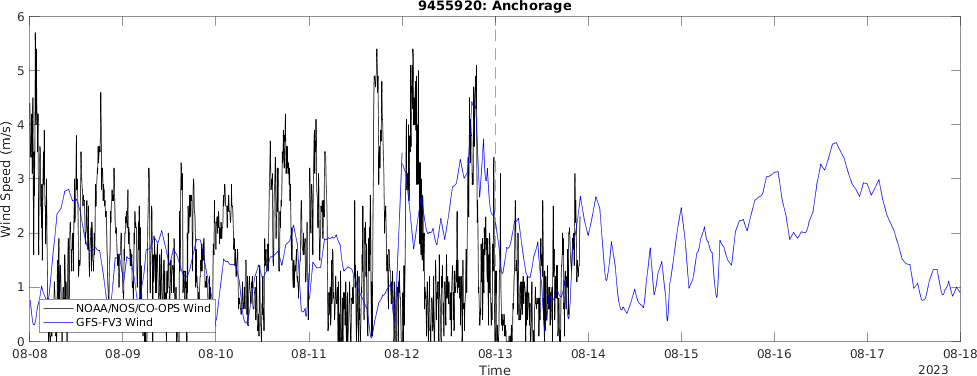 9455920: Anchorage
Wind Speed (m/s)
6
5
4
3
2
1
0
NOAA/NOS/CO-OPS Wind
GFS-FV3 Wind
08-08 08-09 08-10 08-11 08-12 08-13 08-14 08-15 08-16 08-17 08-18
Time
2023